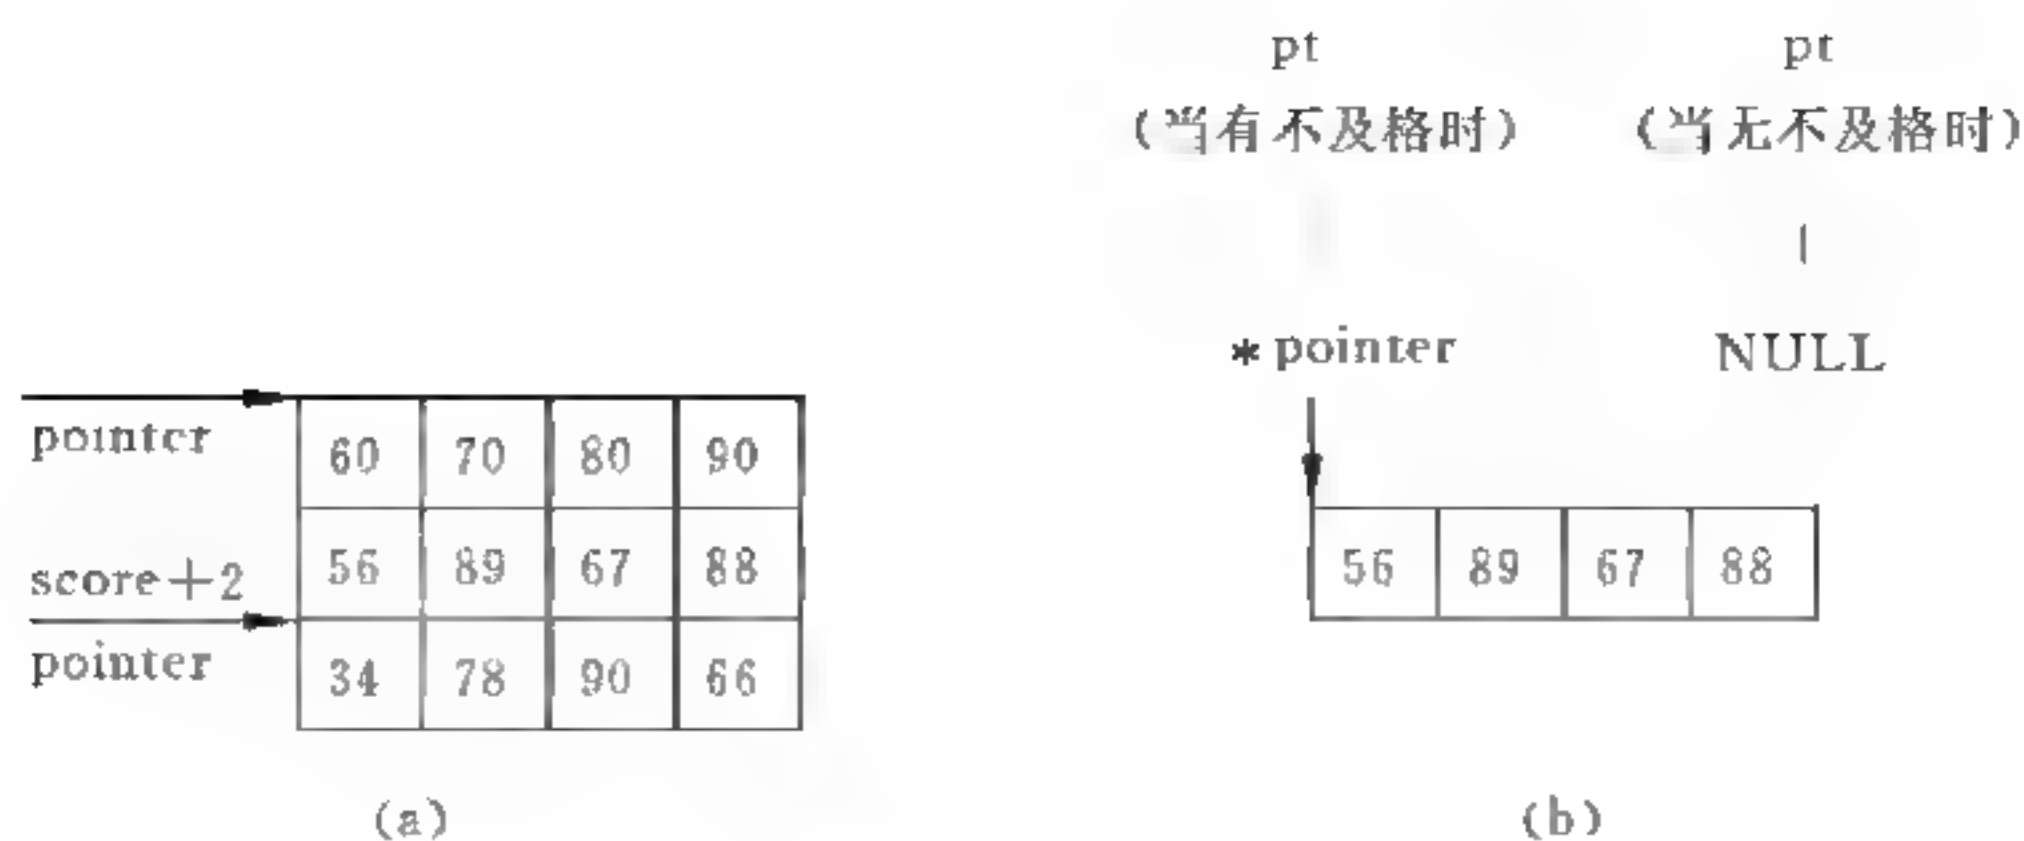 pointer
60 70 80 90
score+2
56 89 67 88
pointer
34 78 90 66
(a)
pt pt
(当有不及格时) (当无不及格时)
*pointer NULL
56 89 67 88
(b)